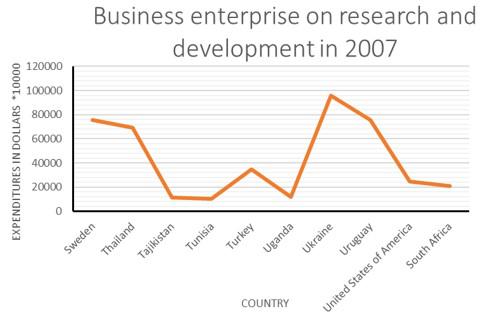 Business enterprise on research and
development in 2007
EXPENDITURES IN DOLLARS *10000
120000
100000
80000
60000
40000
20000
0
Sweden
Thailand
Tajikistan
Tunisia
Turkey
Uganda
Ukraine
Uruguay
United States of America
South Africa
COUNTRY